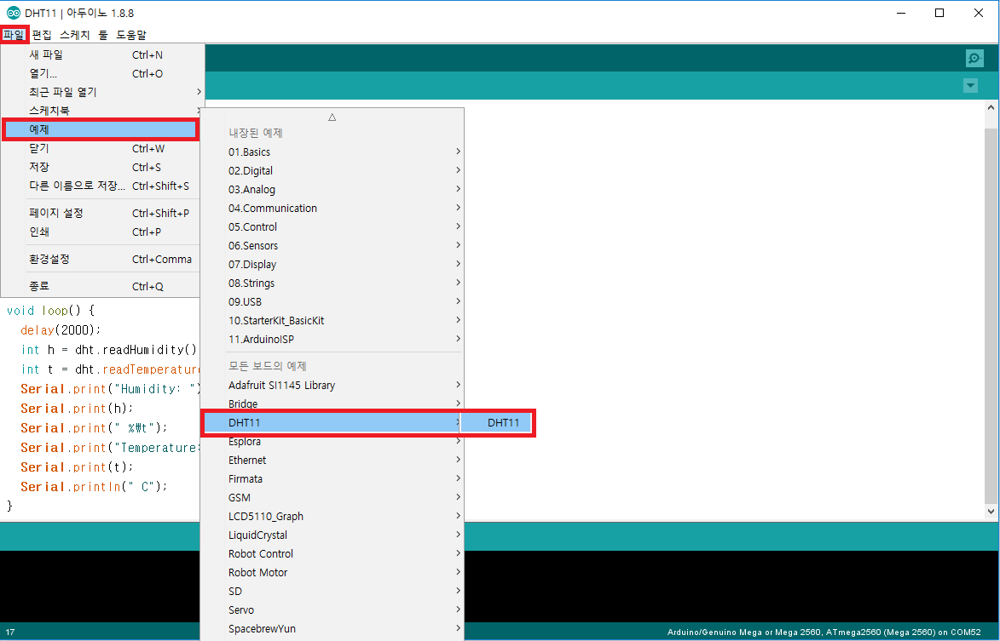 DHT11 | 아두이노 1.8.8
파일 편집 스케치 툴 도움말
새 파일 Ctrl+N
열기... Ctrl+O
최근 파일 열기
스케치북
예제
닫기 Ctrl+W
저장 Ctrl+S
다른 이름으로 저장... Ctrl+Shift+S
페이지 설정 Ctrl+Shift+P
인쇄 Ctrl+P
환경설정 Ctrl+Comma
종료 Ctrl+Q
내장된 예제
01.Basics
02.Digital
03.Analog
04.Communication
05.Control
06.Sensors
07.Display
08.Strings
09.USB
10.StarterKit_BasicKit
11.ArduinoISP
모든 보드의 예제
Adafruit SI1145 Library
Bridge
DHT11 DHT11
Esplora
Ethernet
Firmata
GSM
LCD5110_Graph
LiquidCrystal
Robot Control
Robot Motor
SD
Servo
SpacebrewYun
void loop() {
delay(2000);
int h = dht.readHumidity()
int t = dht.readTemperature
Serial.print("Humidity: ")
Serial.print(h);
Serial.print(" %₩t");
Serial.print("Temperature:
Serial.print(t);
Serial.println(" C");
}
17 Arduino/Genuino Mega or Mega 2560, ATmega2560 (Mega 2560) on COM52